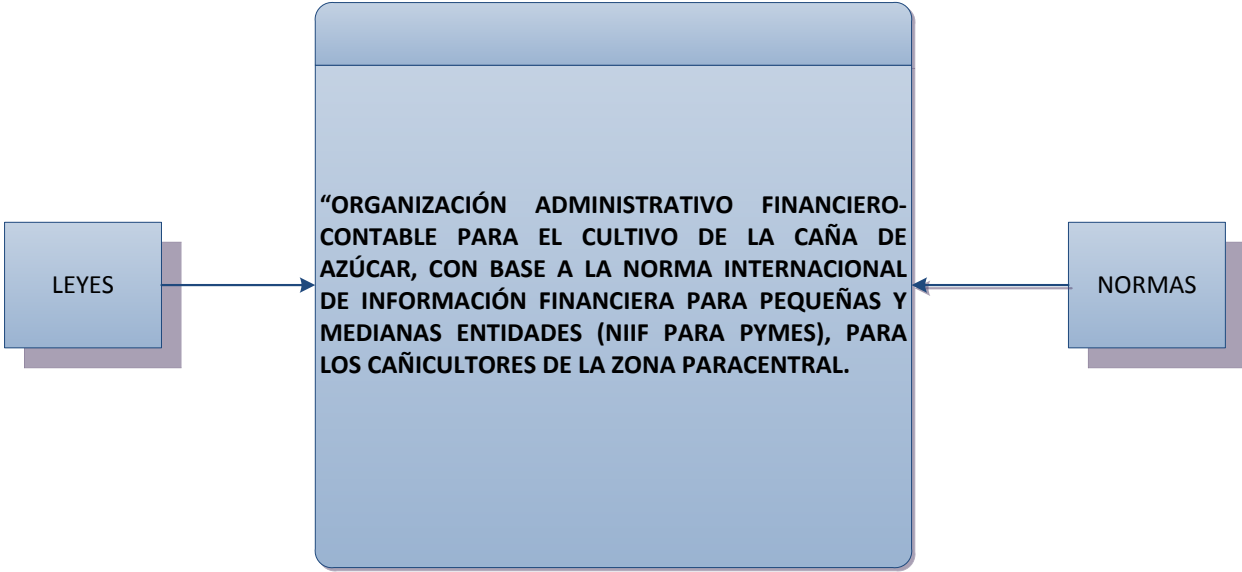 “ORGANIZACIÓN ADMINISTRATIVO FINANCIERO-
CONTABLE PARA EL CULTIVO DE LA CAÑA DE
AZÚCAR, CON BASE A LA NORMA INTERNACIONAL
DE INFORMACIÓN FINANCIERA PARA PEQUEÑAS Y
MEDIANAS ENTIDADES (NIIF PARA PYMES), PARA
LOS CAÑICULTORES DE LA ZONA PARACENTRAL.
LEYES
NORMAS